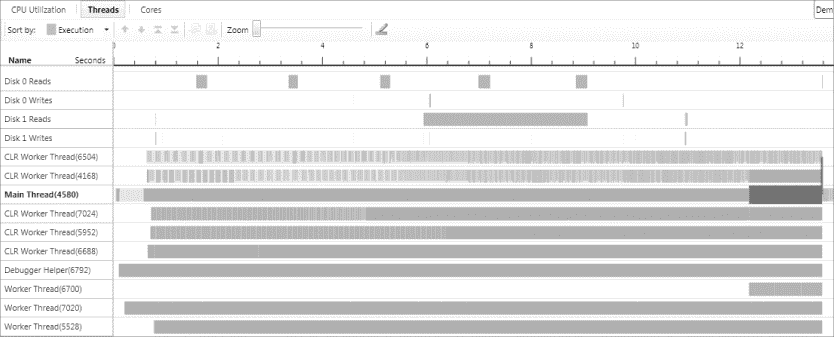 CPU Utilization Threads Cores
Dem
Sort by: Execution Zoom
0 2 4 6 8 10 12
Name Seconds
Disk 0 Reads
Disk 0 Writes
Disk 1 Reads
Disk 1 Writes
CLR Worker Thread(6504)
CLR Worker Thread(4168)
Main Thread(4580)
CLR Worker Thread(7024)
CLR Worker Thread(5952)
CLR Worker Thread(6688)
Debugger Helper(6792)
Worker Thread(6700)
Worker Thread(7020)
Worker Thread(5528)